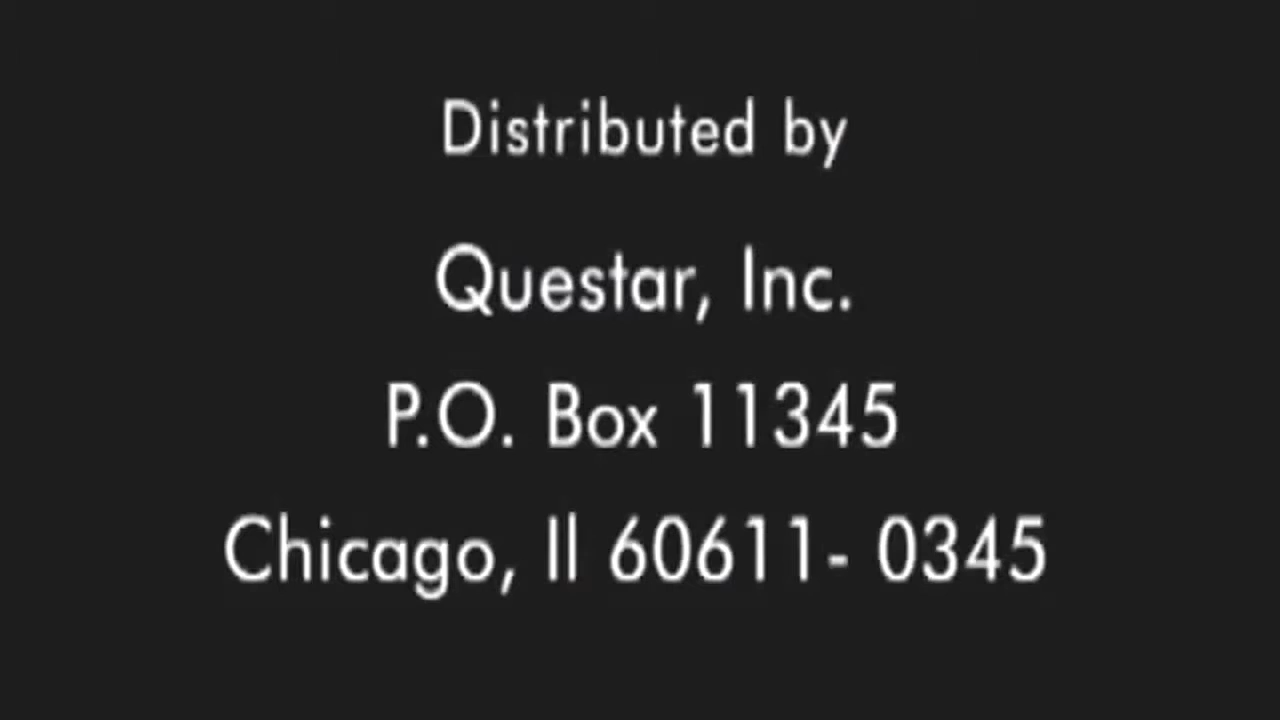 Distributed by
Questar, Inc.
P.O. Box 11345
Chicago, Il 60611- 0345